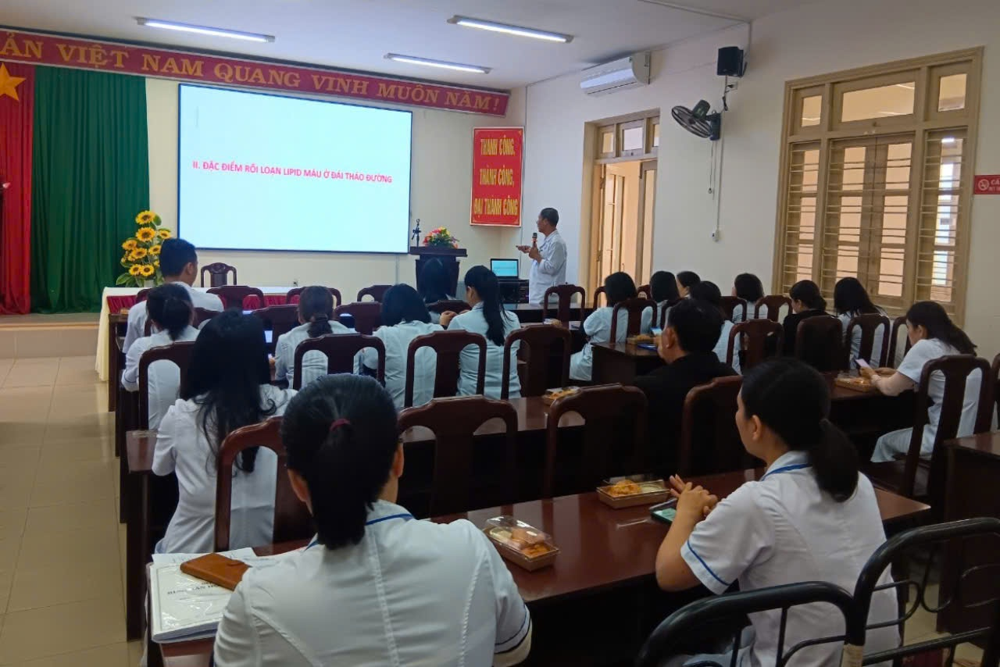 ẢN VIỆT NAM QUANG VINH MUÔN NĂM!
II. ĐẶC ĐIỂM RỐI LOẠN LIPID MÁU Ở ĐÁI THÁO ĐƯỜNG
THÀNH CÔNG,
THÀNH CÔNG,
ĐẠI THÀNH CÔNG